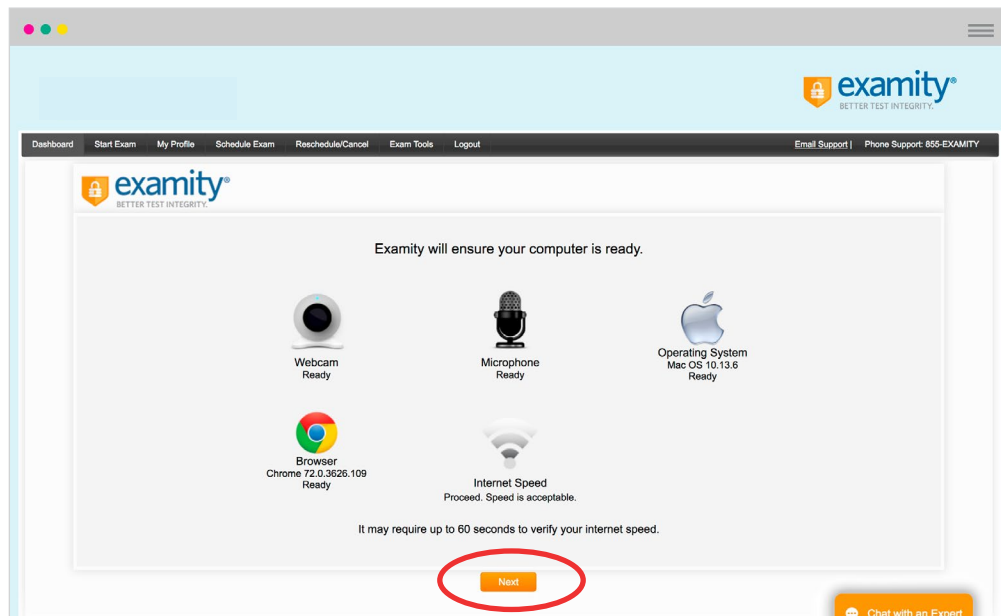 examity®
BETTER TEST INTEGRITY.
Dashboard Start Exam My Profile Schedule Exam Reschedule/Cancel Exam Tools Logout Email Support | Phone Support: 855-EXAMITY
examity®
BETTER TEST INTEGRITY.
Examity will ensure your computer is ready.
Webcam
Ready
Microphone
Ready
Operating System
Mac OS 10.13.6
Ready
Browser
Chrome 72.0.3626.109
Ready
Internet Speed
Proceed. Speed is acceptable.
It may require up to 60 seconds to verify your internet speed.
Next
Chat with an Expert